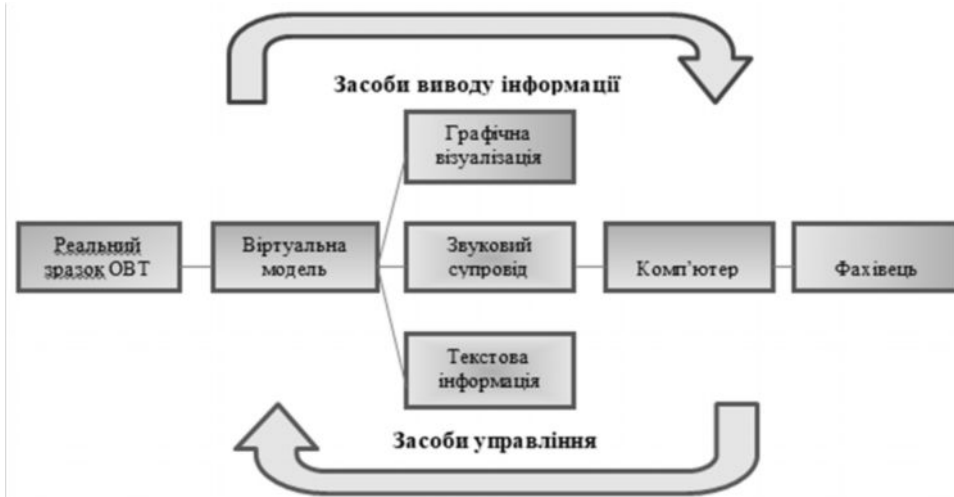 Засоби виводу інформації
Графічна
візуалізація
Реальний
зразок ОВТ
Віртуальна
модель
Звуковий
супровід
Комп’ютер
Фахівець
Текстова
інформація
Засоби управління